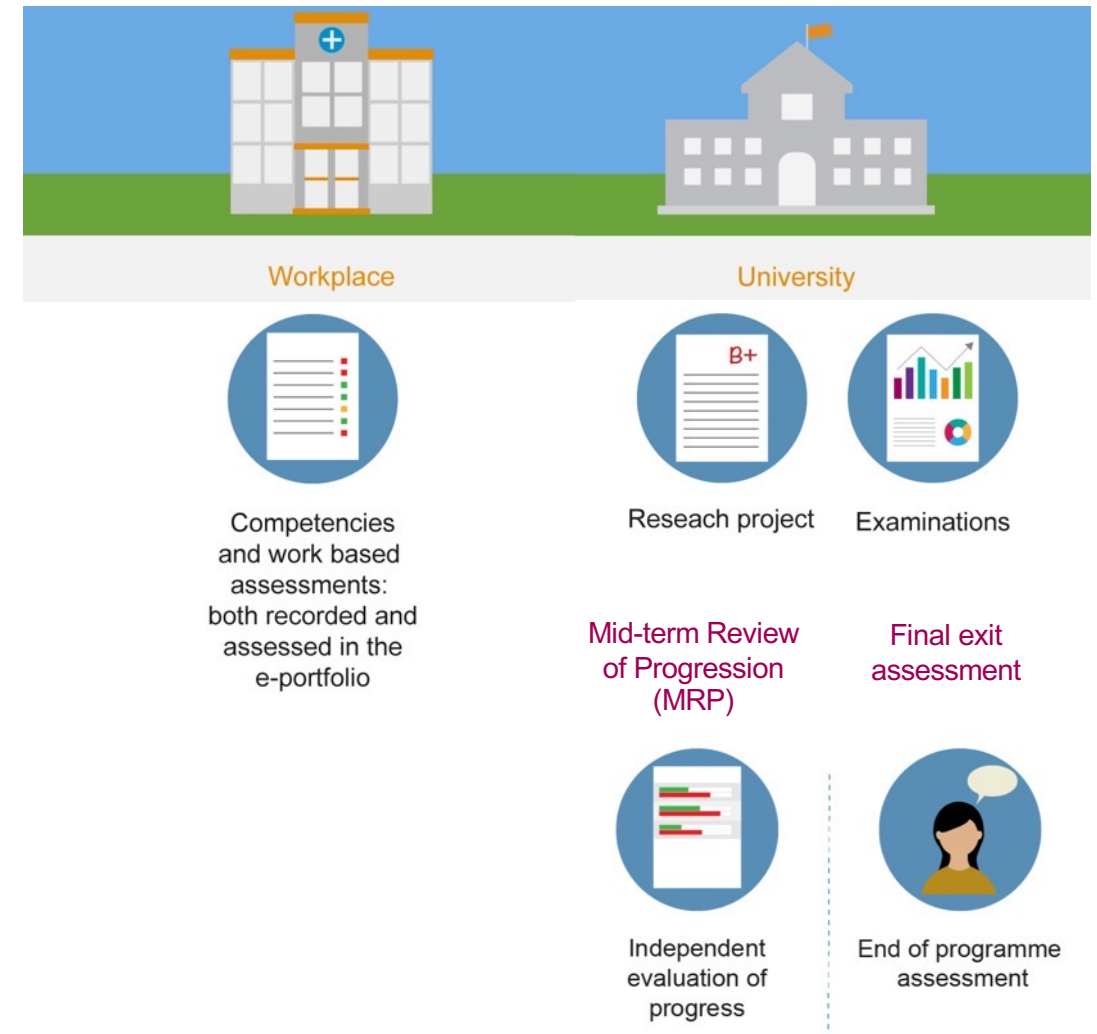 Workplace
University
B+
Competencies
and work based
assessments:
both recorded and
assessed in the
e-portfolio
Reseach project
Examinations
Mid-term Review
of Progression
(MRP)
Final exit
assessment
Independent
evaluation of
progress
End of programme
assessment